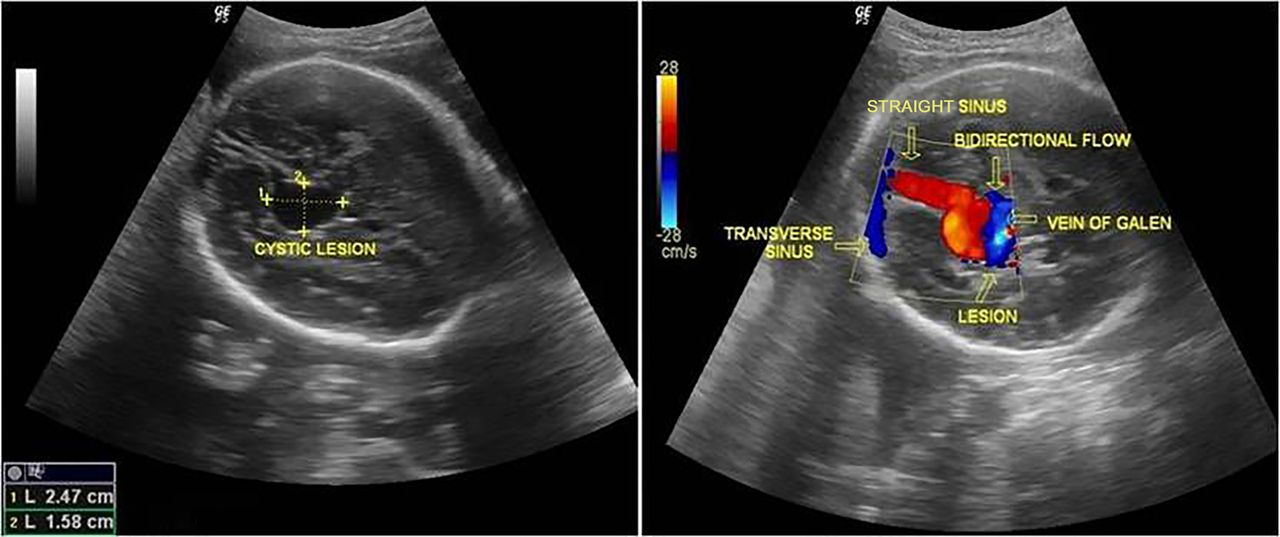 GE
CYSTIC LESION
1
2
1 L 2.47 cm
2 L 1.58 cm
GE
28
-28
cm/s
STRAIGHT SINUS
BIDIRECTIONAL FLOW
VEIN OF GALEN
TRANSVERSE
SINUS
LESION